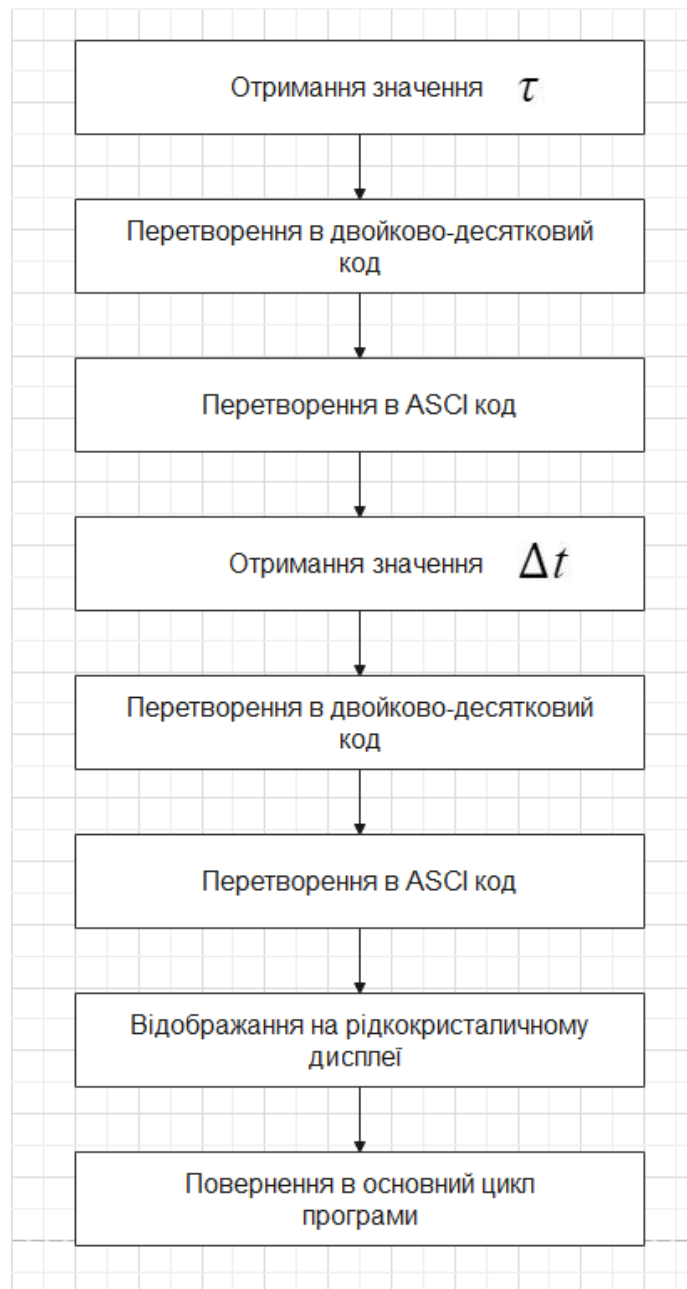 Отримання значення τ
Перетворення в двойково-десятковий
код
Перетворення в ASCI код
Отримання значення Δt
Перетворення в двойково-десятковий
код
Перетворення в ASCI код
Відображання на рідкокристаличному
дисплеї
Повернення в основний цикл
програми